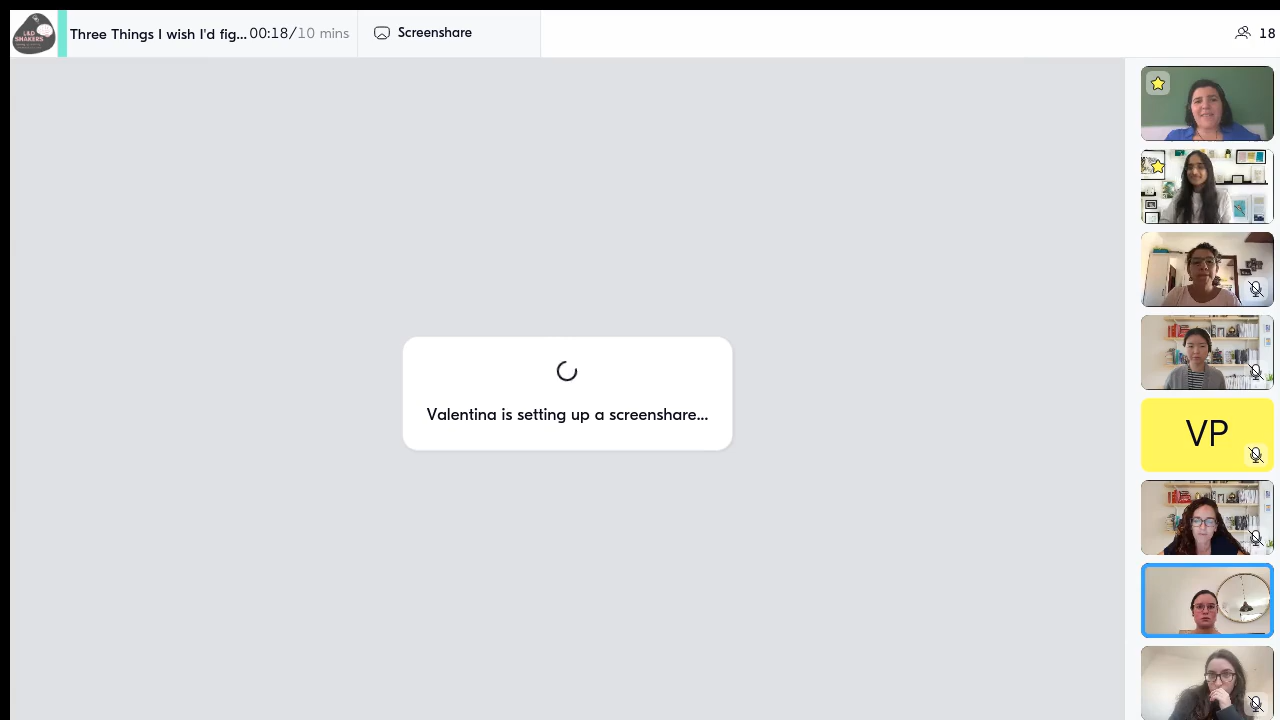 L&D
SHAKERS
Three Things I wish I'd fig... 00:18/10 mins
Screenshare
18
Valentina is setting up a screenshare...
VP